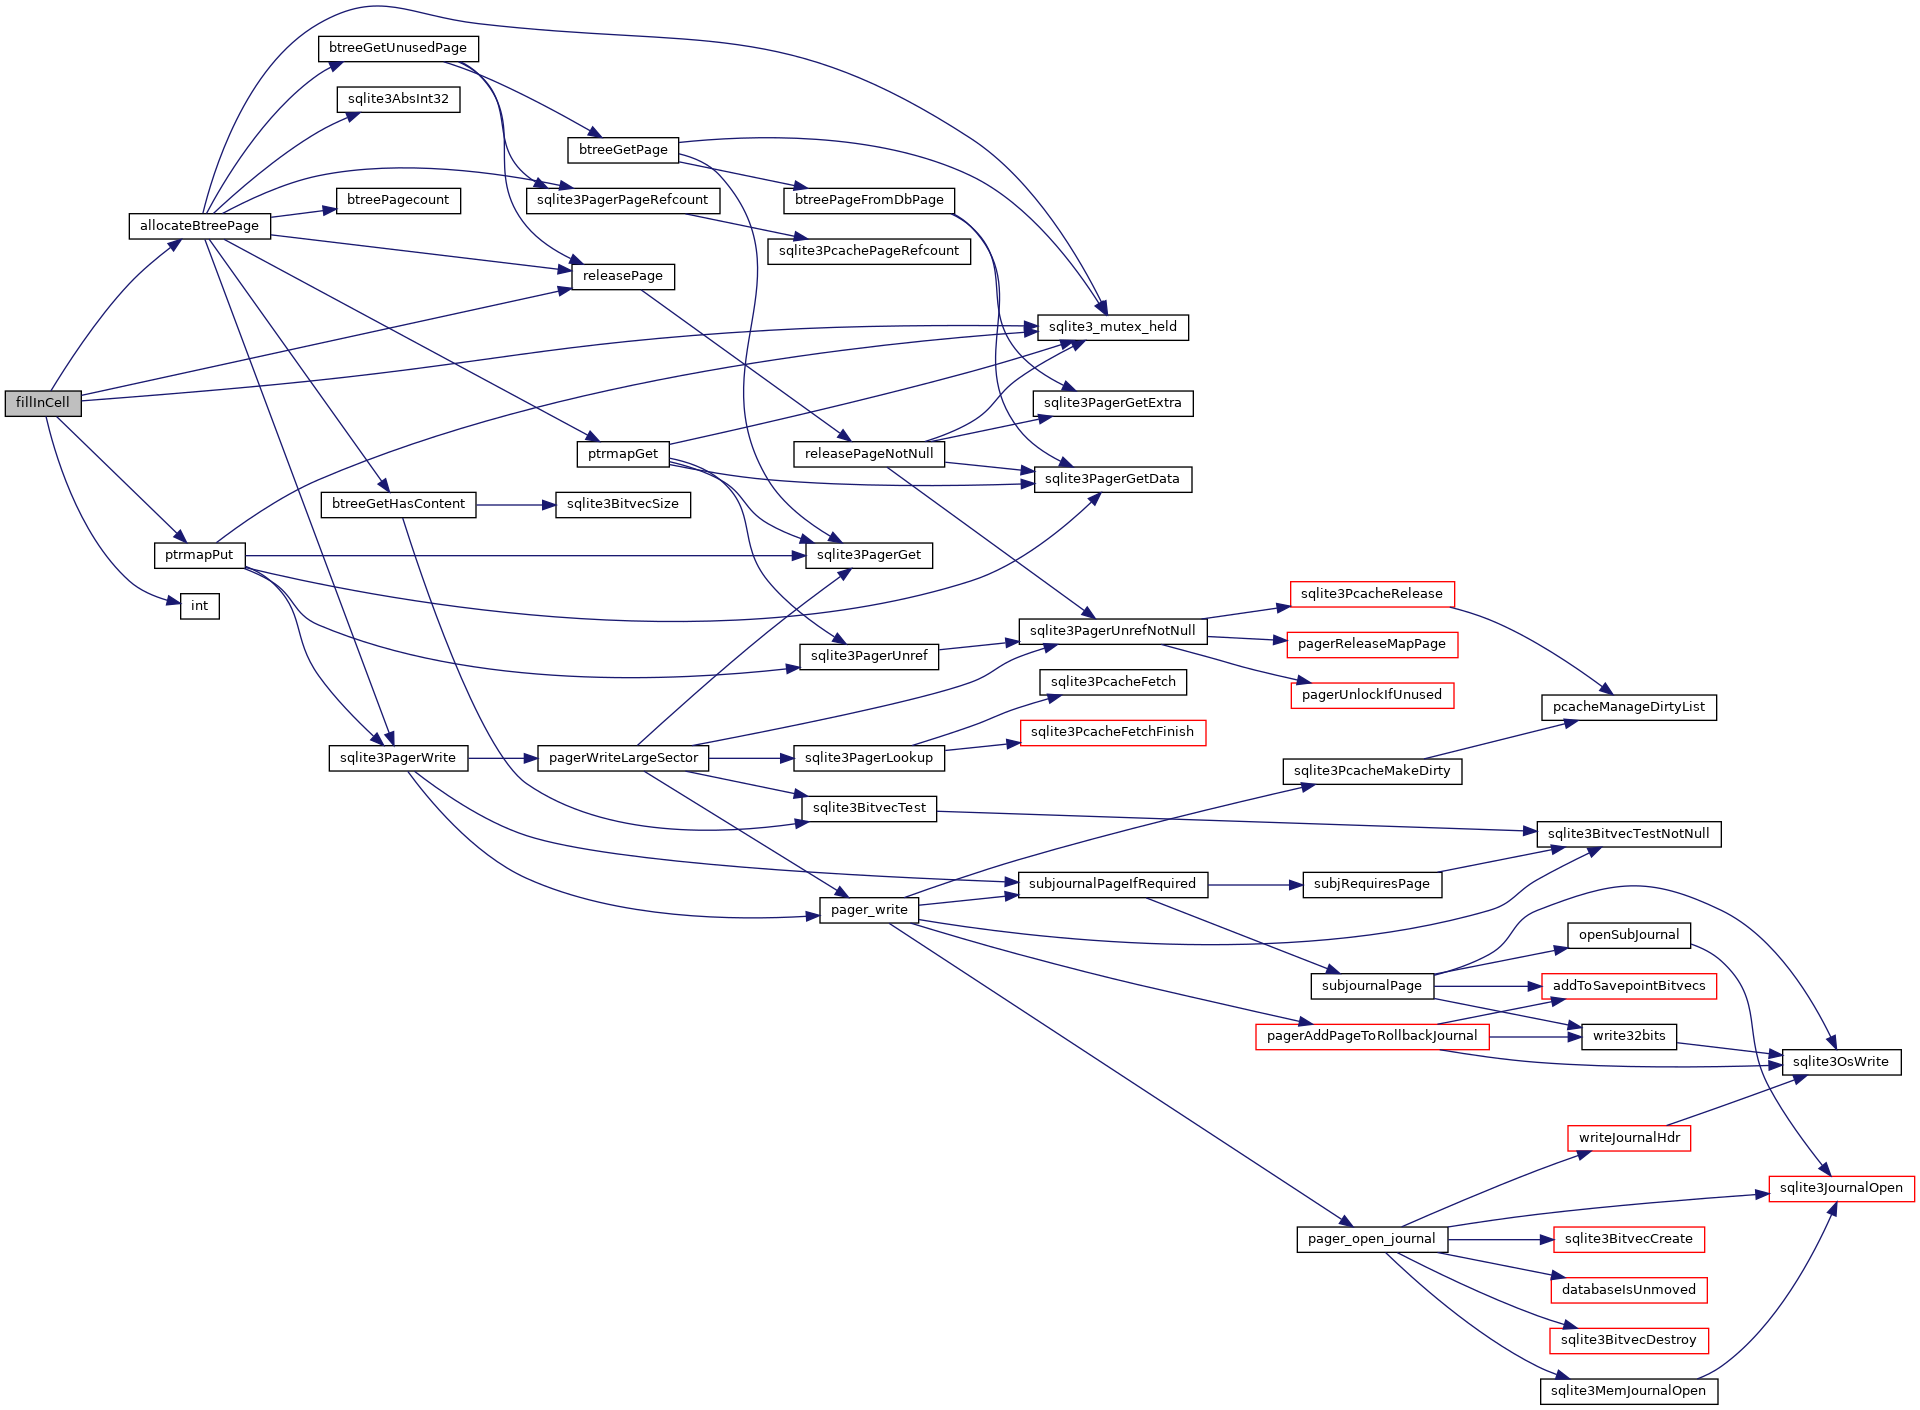 btreeGetUnusedPage
sqlite3AbsInt32
btreeGetPage
btreePagecount
sqlite3PagerPageRefcount
btreePageFromDbPage
allocateBtreePage
sqlite3PcachePageRefcount
releasePage
sqlite3_mutex_held
fillInCell
sqlite3PagerGetExtra
ptrmapGet
releasePageNotNull
sqlite3PagerGetData
btreeGetHasContent
sqlite3BitvecSize
ptrmapPut
sqlite3PagerGet
sqlite3PcacheRelease
int
sqlite3PagerUnrefNotNull
pagerReleaseMapPage
sqlite3PagerUnref
sqlite3PcacheFetch
pagerUnlockIfUnused
pcacheManageDirtyList
sqlite3PcacheFetchFinish
sqlite3PagerWrite
pagerWriteLargeSector
sqlite3PagerLookup
sqlite3PcacheMakeDirty
sqlite3BitvecTest
sqlite3BitvecTestNotNull
subjournalPageIfRequired
subjRequiresPage
pager_write
openSubJournal
subjournalPage
addToSavepointBitvecs
pagerAddPageToRollbackJournal
write32bits
sqlite3OsWrite
writeJournalHdr
sqlite3JournalOpen
pager_open_journal
sqlite3BitvecCreate
databaseIsUnmoved
sqlite3BitvecDestroy
sqlite3MemJournalOpen